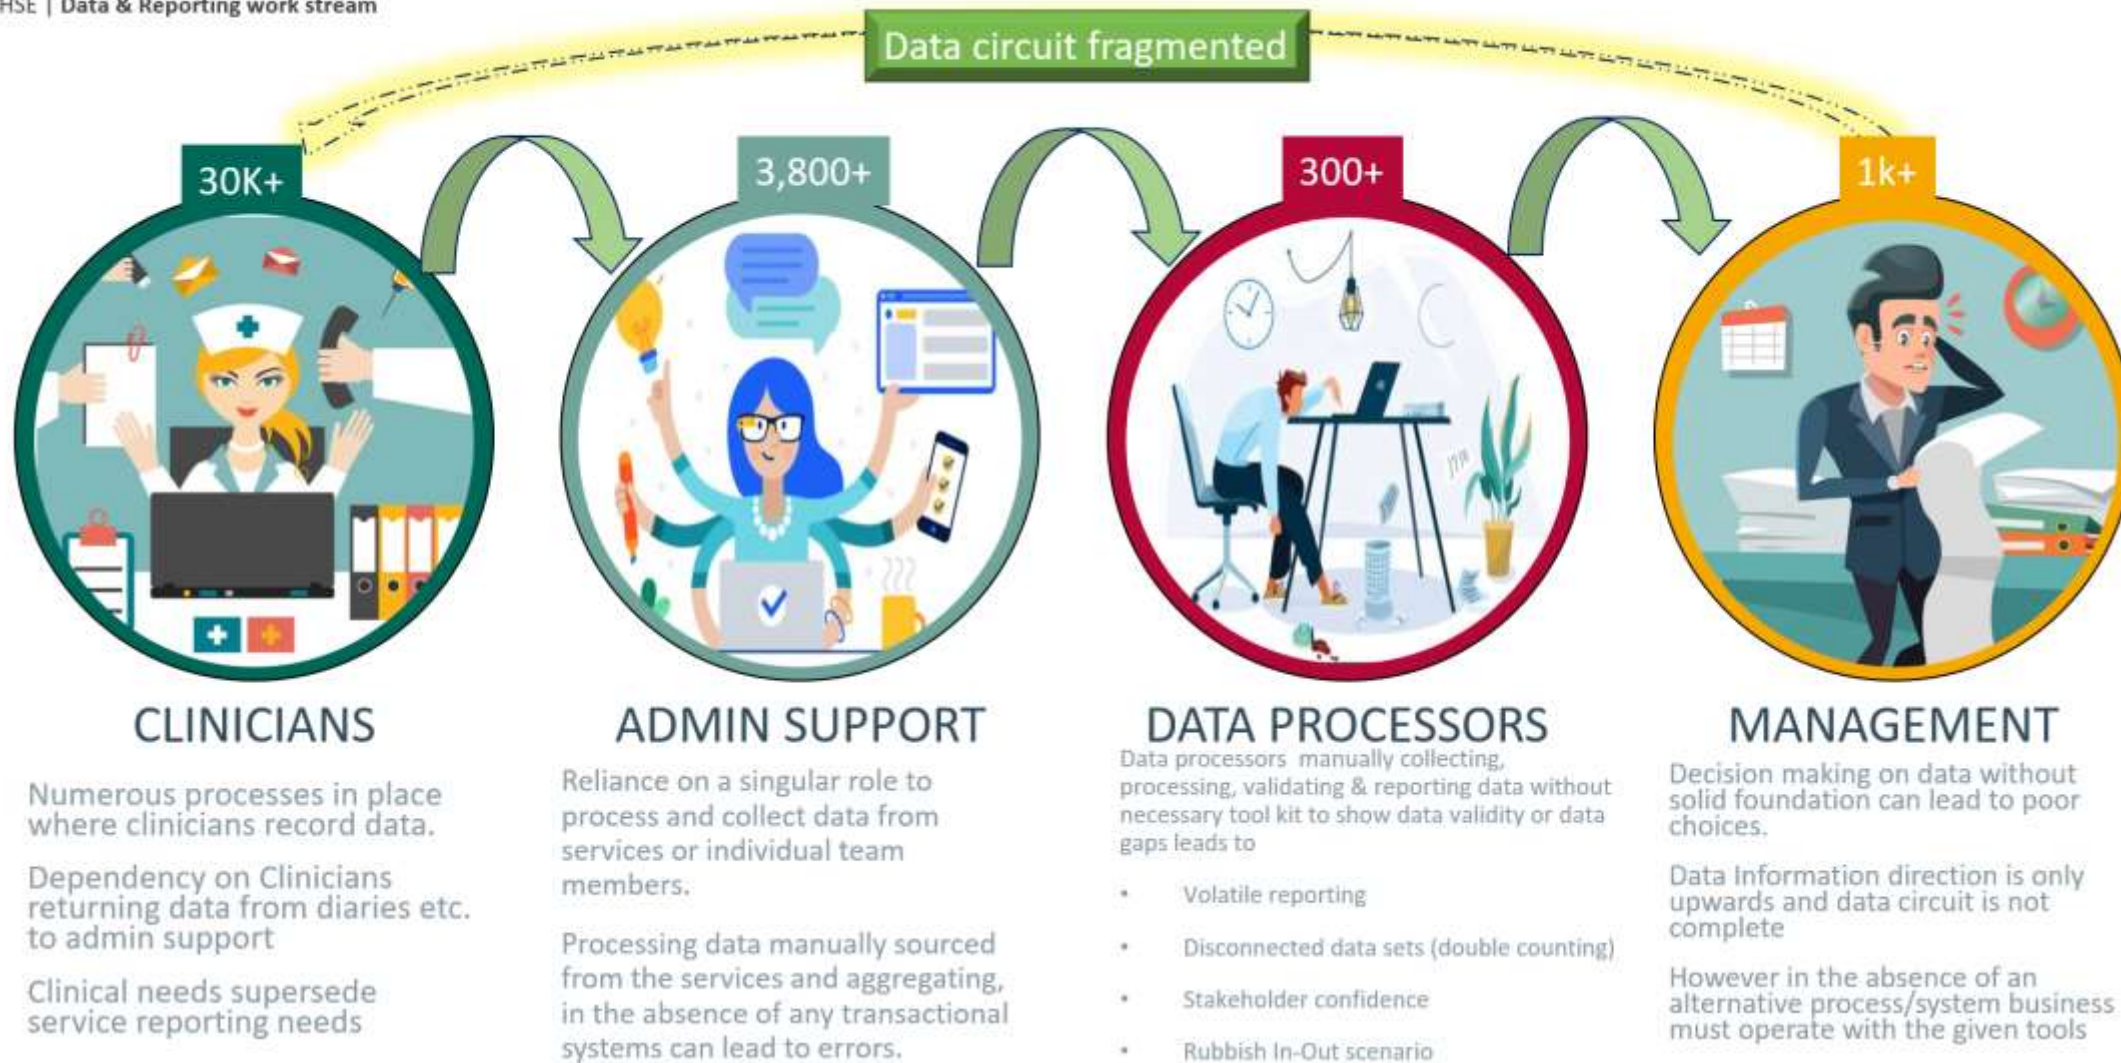 HSE | Data & Reporting work stream
Data circuit fragmented
30K+
3,800+
300+
1k+
CLINICIANS
Numerous processes in place
where clinicians record data.
Dependency on Clinicians
returning data from diaries etc.
to admin support
Clinical needs supersede
service reporting needs
ADMIN SUPPORT
Reliance on a singular role to
process and collect data from
services or individual team
members.
Processing data manually sourced
from the services and aggregating,
in the absence of any transactional
systems can lead to errors.
DATA PROCESSORS
Data processors manually collecting,
processing, validating & reporting data without
necessary tool kit to show data validity or data
gaps leads to
• Volatile reporting
• Disconnected data sets (double counting)
• Stakeholder confidence
• Rubbish In-Out scenario
MANAGEMENT
Decision making on data without
solid foundation can lead to poor
choices.
Data Information direction is only
upwards and data circuit is not
complete
However in the absence of an
alternative process/system business
must operate with the given tools